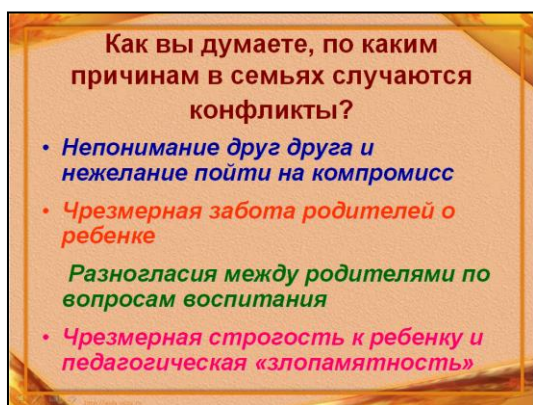 Как вы думаете, по каким
причинам в семьях случаются
конфликты?
• Непонимание друг друга и
нежелание пойти на компромисс
• Чрезмерная забота родителей о
ребенке
Разногласия между родителями по
вопросам воспитания
• Чрезмерная строгость к ребенку и
педагогическая «злопамятность»